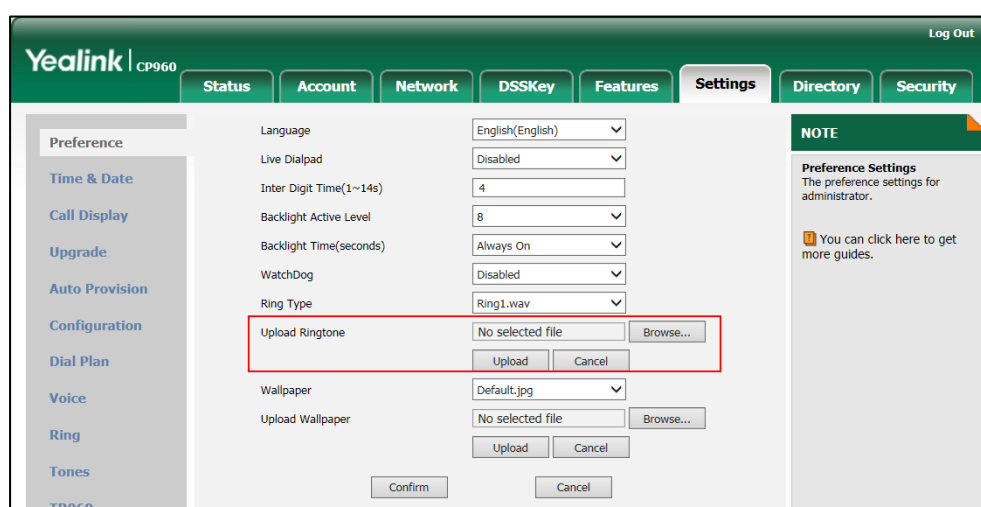 Log Out
Yealink | CP960
Status Account Network DSSKey Features Settings Directory Security
Preference
Time & Date
Call Display
Upgrade
Auto Provision
Configuration
Dial Plan
Voice
Ring
Tones
Language English(English)
Live Dialpad Disabled
Inter Digit Time(1~14s) 4
Backlight Active Level 8
Backlight Time(seconds) Always On
WatchDog Disabled
Ring Type Ring1.wav
Upload Ringtone No selected file Browse...
Upload Cancel
Wallpaper Default.jpg
Upload Wallpaper No selected file Browse...
Upload Cancel
Confirm Cancel
NOTE
Preference Settings
The preference settings for
administrator.
You can click here to get
more guides.